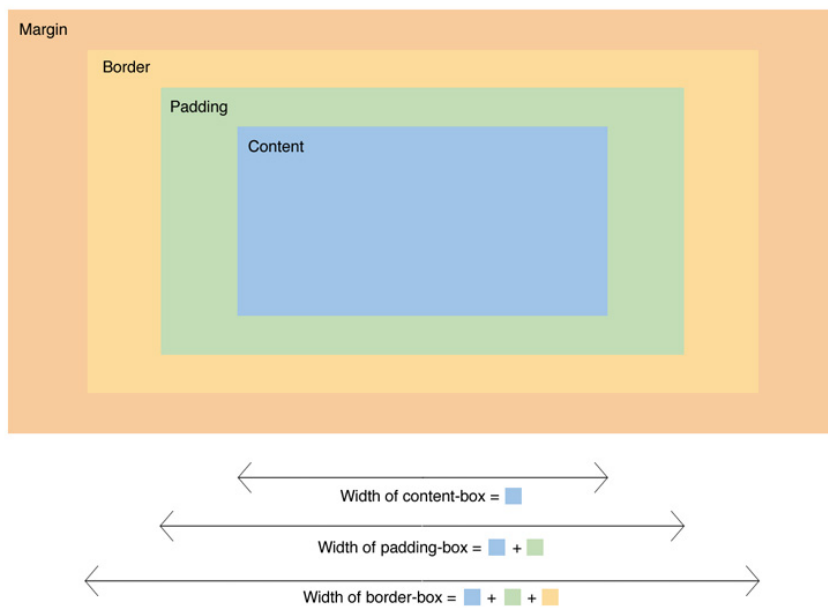 Margin
Border
Padding
Content
Width of content-box =
Width of padding-box = +
Width of border-box = + +